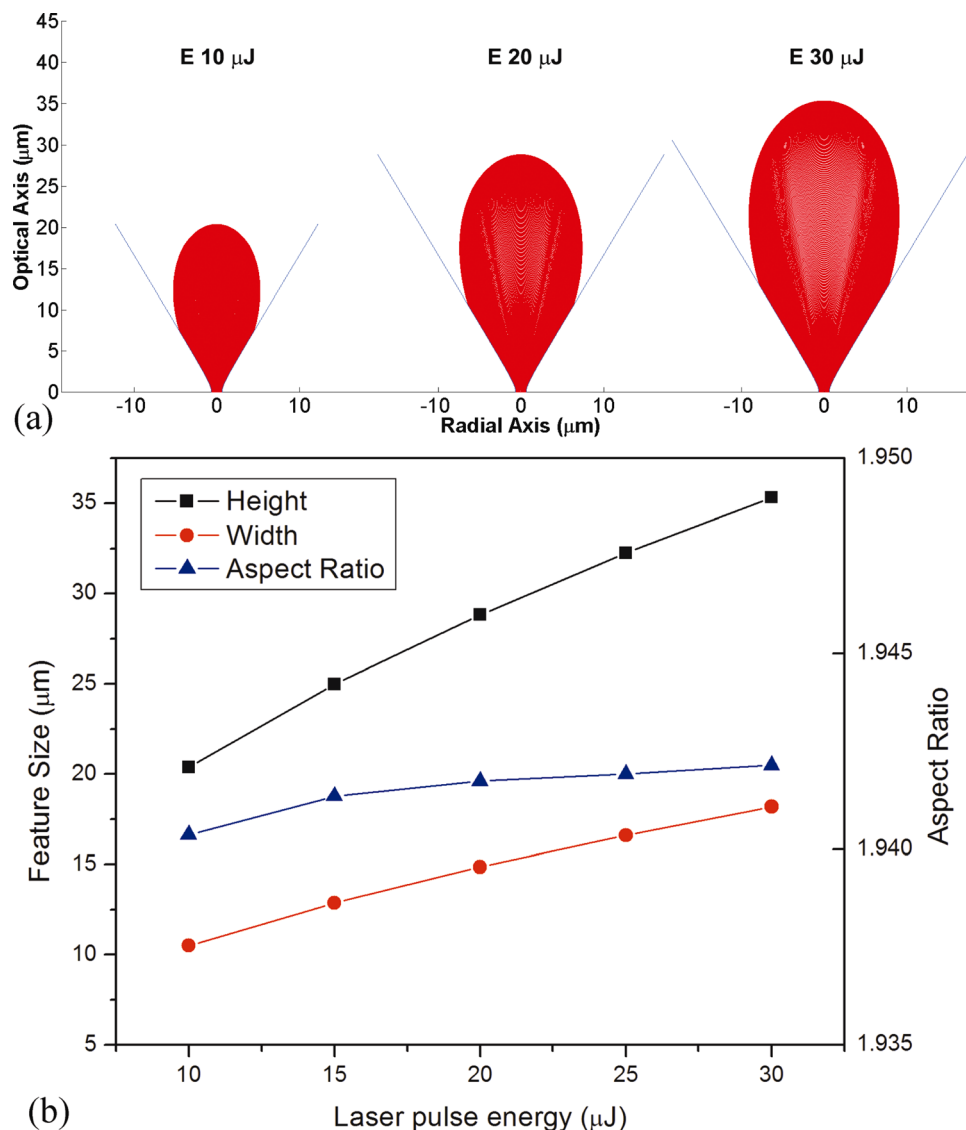 45
40
35
30
25
20
15
10
5
0
Optical Axis (μm)
E 10 μJ
E 20 μJ
E 30 μJ
-10 0 10 -10 0 10 -10 0 10
Radial Axis (μm)
(a)
Height
Width
Aspect Ratio
35
30
25
20
15
10
5
Feature Size (μm)
1.950
1.945
1.940
1.935
Aspect Ratio
10 15 20 25 30
Laser pulse energy (μJ)
(b)